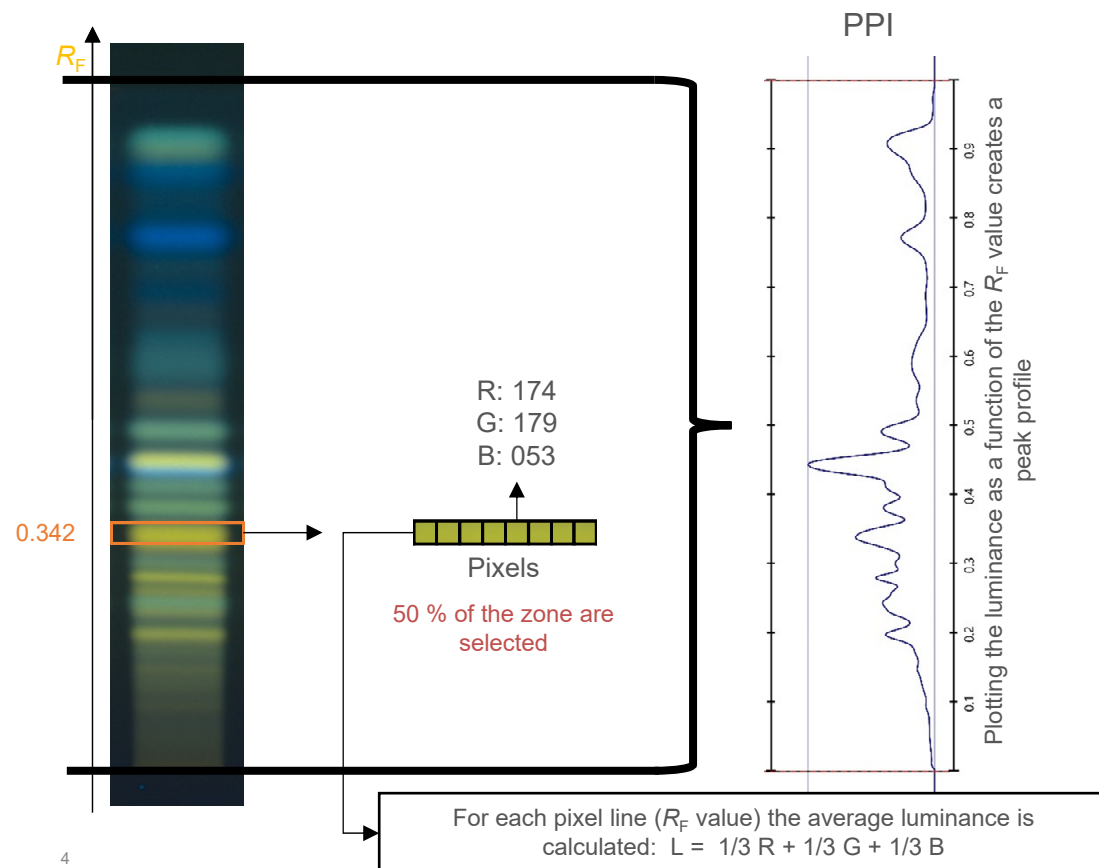 PPI
R_F
0.342
R: 174
G: 179
B: 053
Pixels
50 % of the zone are
selected
0.9
0.8
0.7
0.6
0.5
0.4
0.3
0.2
0.1
Plotting the luminance as a function of the R_F value creates a
peak profile
For each pixel line (R_F value) the average luminance is
calculated: L = 1/3 R + 1/3 G + 1/3 B
4